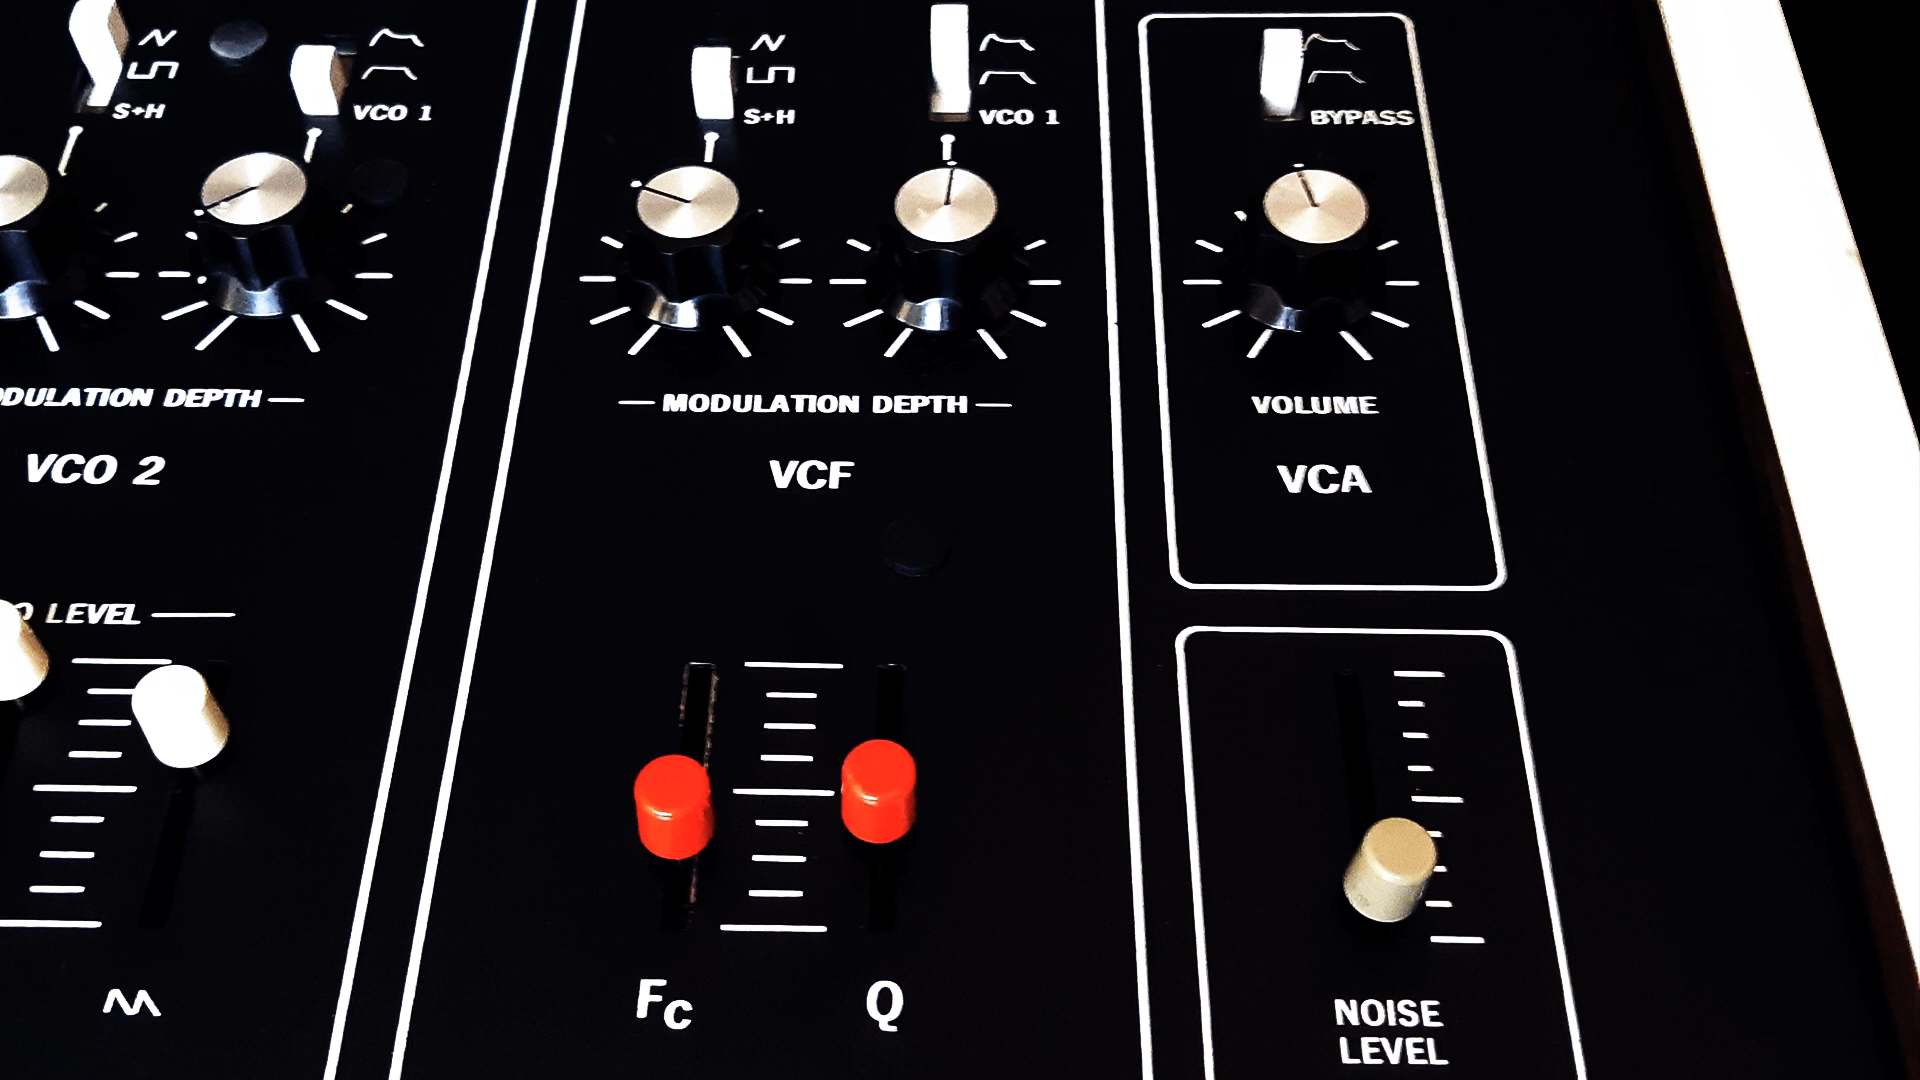 S+H
VCO 1
S+H
VCO 1
BYPASS
DULATION DEPTH
MODULATION DEPTH
VOLUME
VCO 2
VCF
VCA
LEVEL
Fc
Q
NOISE
LEVEL